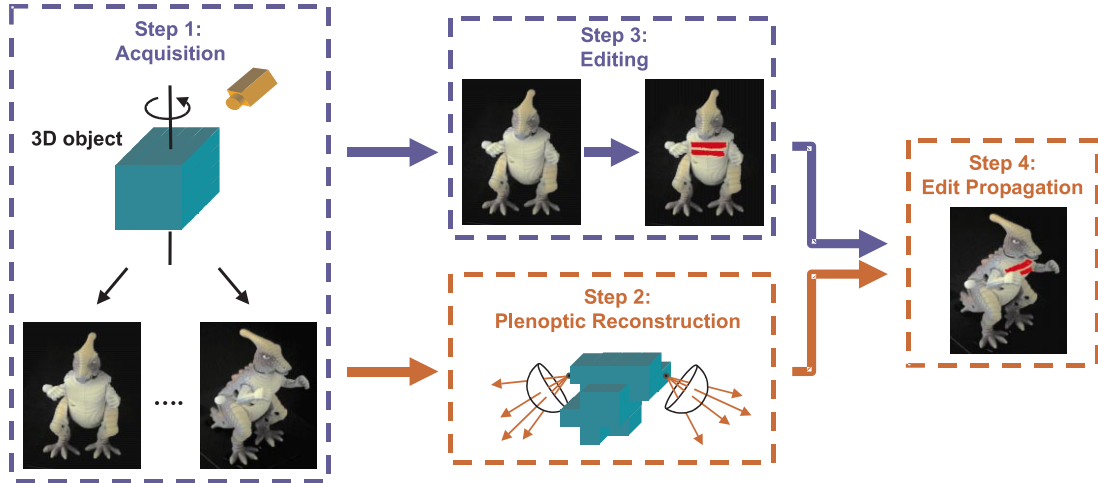 Step 1:
Acquisition
3D object
....
Step 3:
Editing
Step 2:
Plenoptic Reconstruction
Step 4:
Edit Propagation